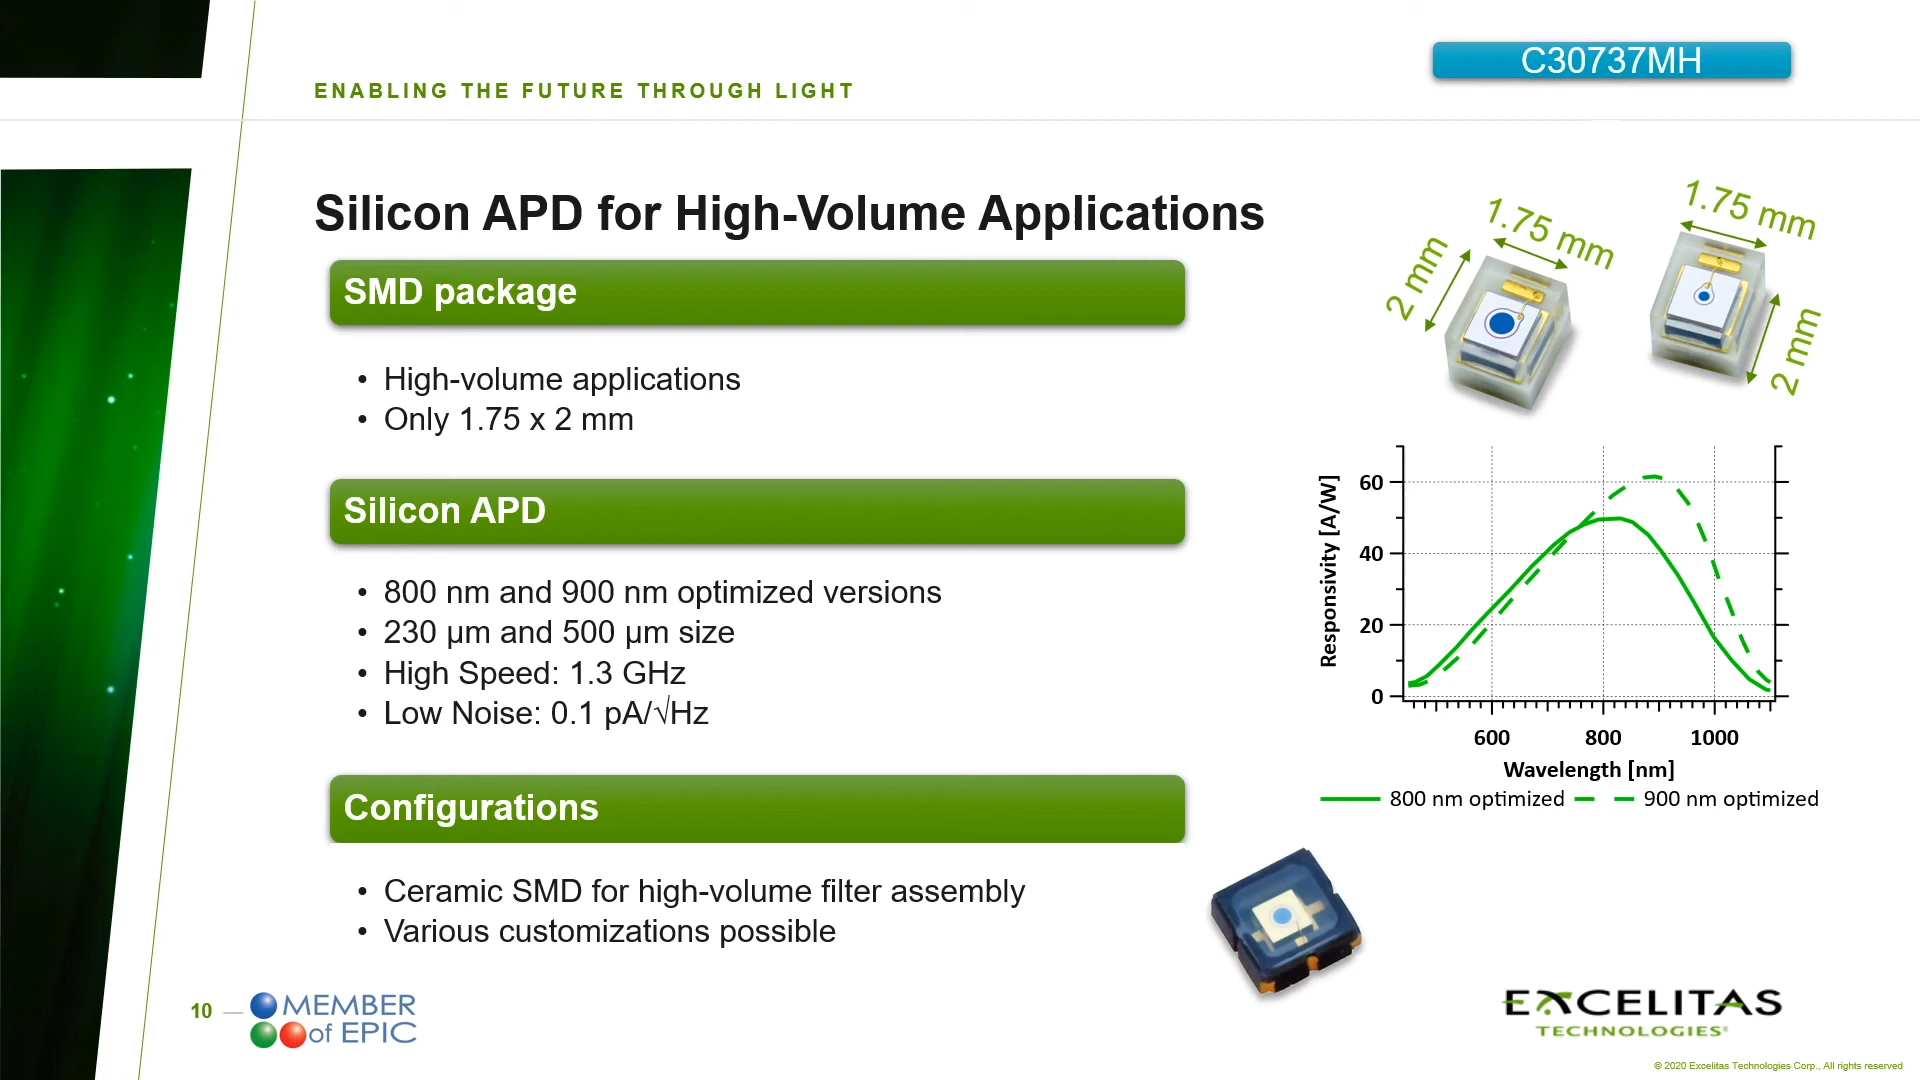 C30737MH
ENABLING THE FUTURE THROUGH LIGHT
Silicon APD for High-Volume Applications
SMD package
• High-volume applications
• Only 1.75 x 2 mm
Silicon APD
• 800 nm and 900 nm optimized versions
• 230 µm and 500 µm size
• High Speed: 1.3 GHz
• Low Noise: 0.1 pA/√Hz
Configurations
• Ceramic SMD for high-volume filter assembly
• Various customizations possible
1.75 mm
2 mm
1.75 mm
2 mm
Responsivity [A/W]
60
40
20
0
600 800 1000
Wavelength [nm]
800 nm optimized 900 nm optimized
10
MEMBER
of EPIC
EXCELITAS
TECHNOLOGIES®
© 2020 Excelitas Technologies Corp., All rights reserved